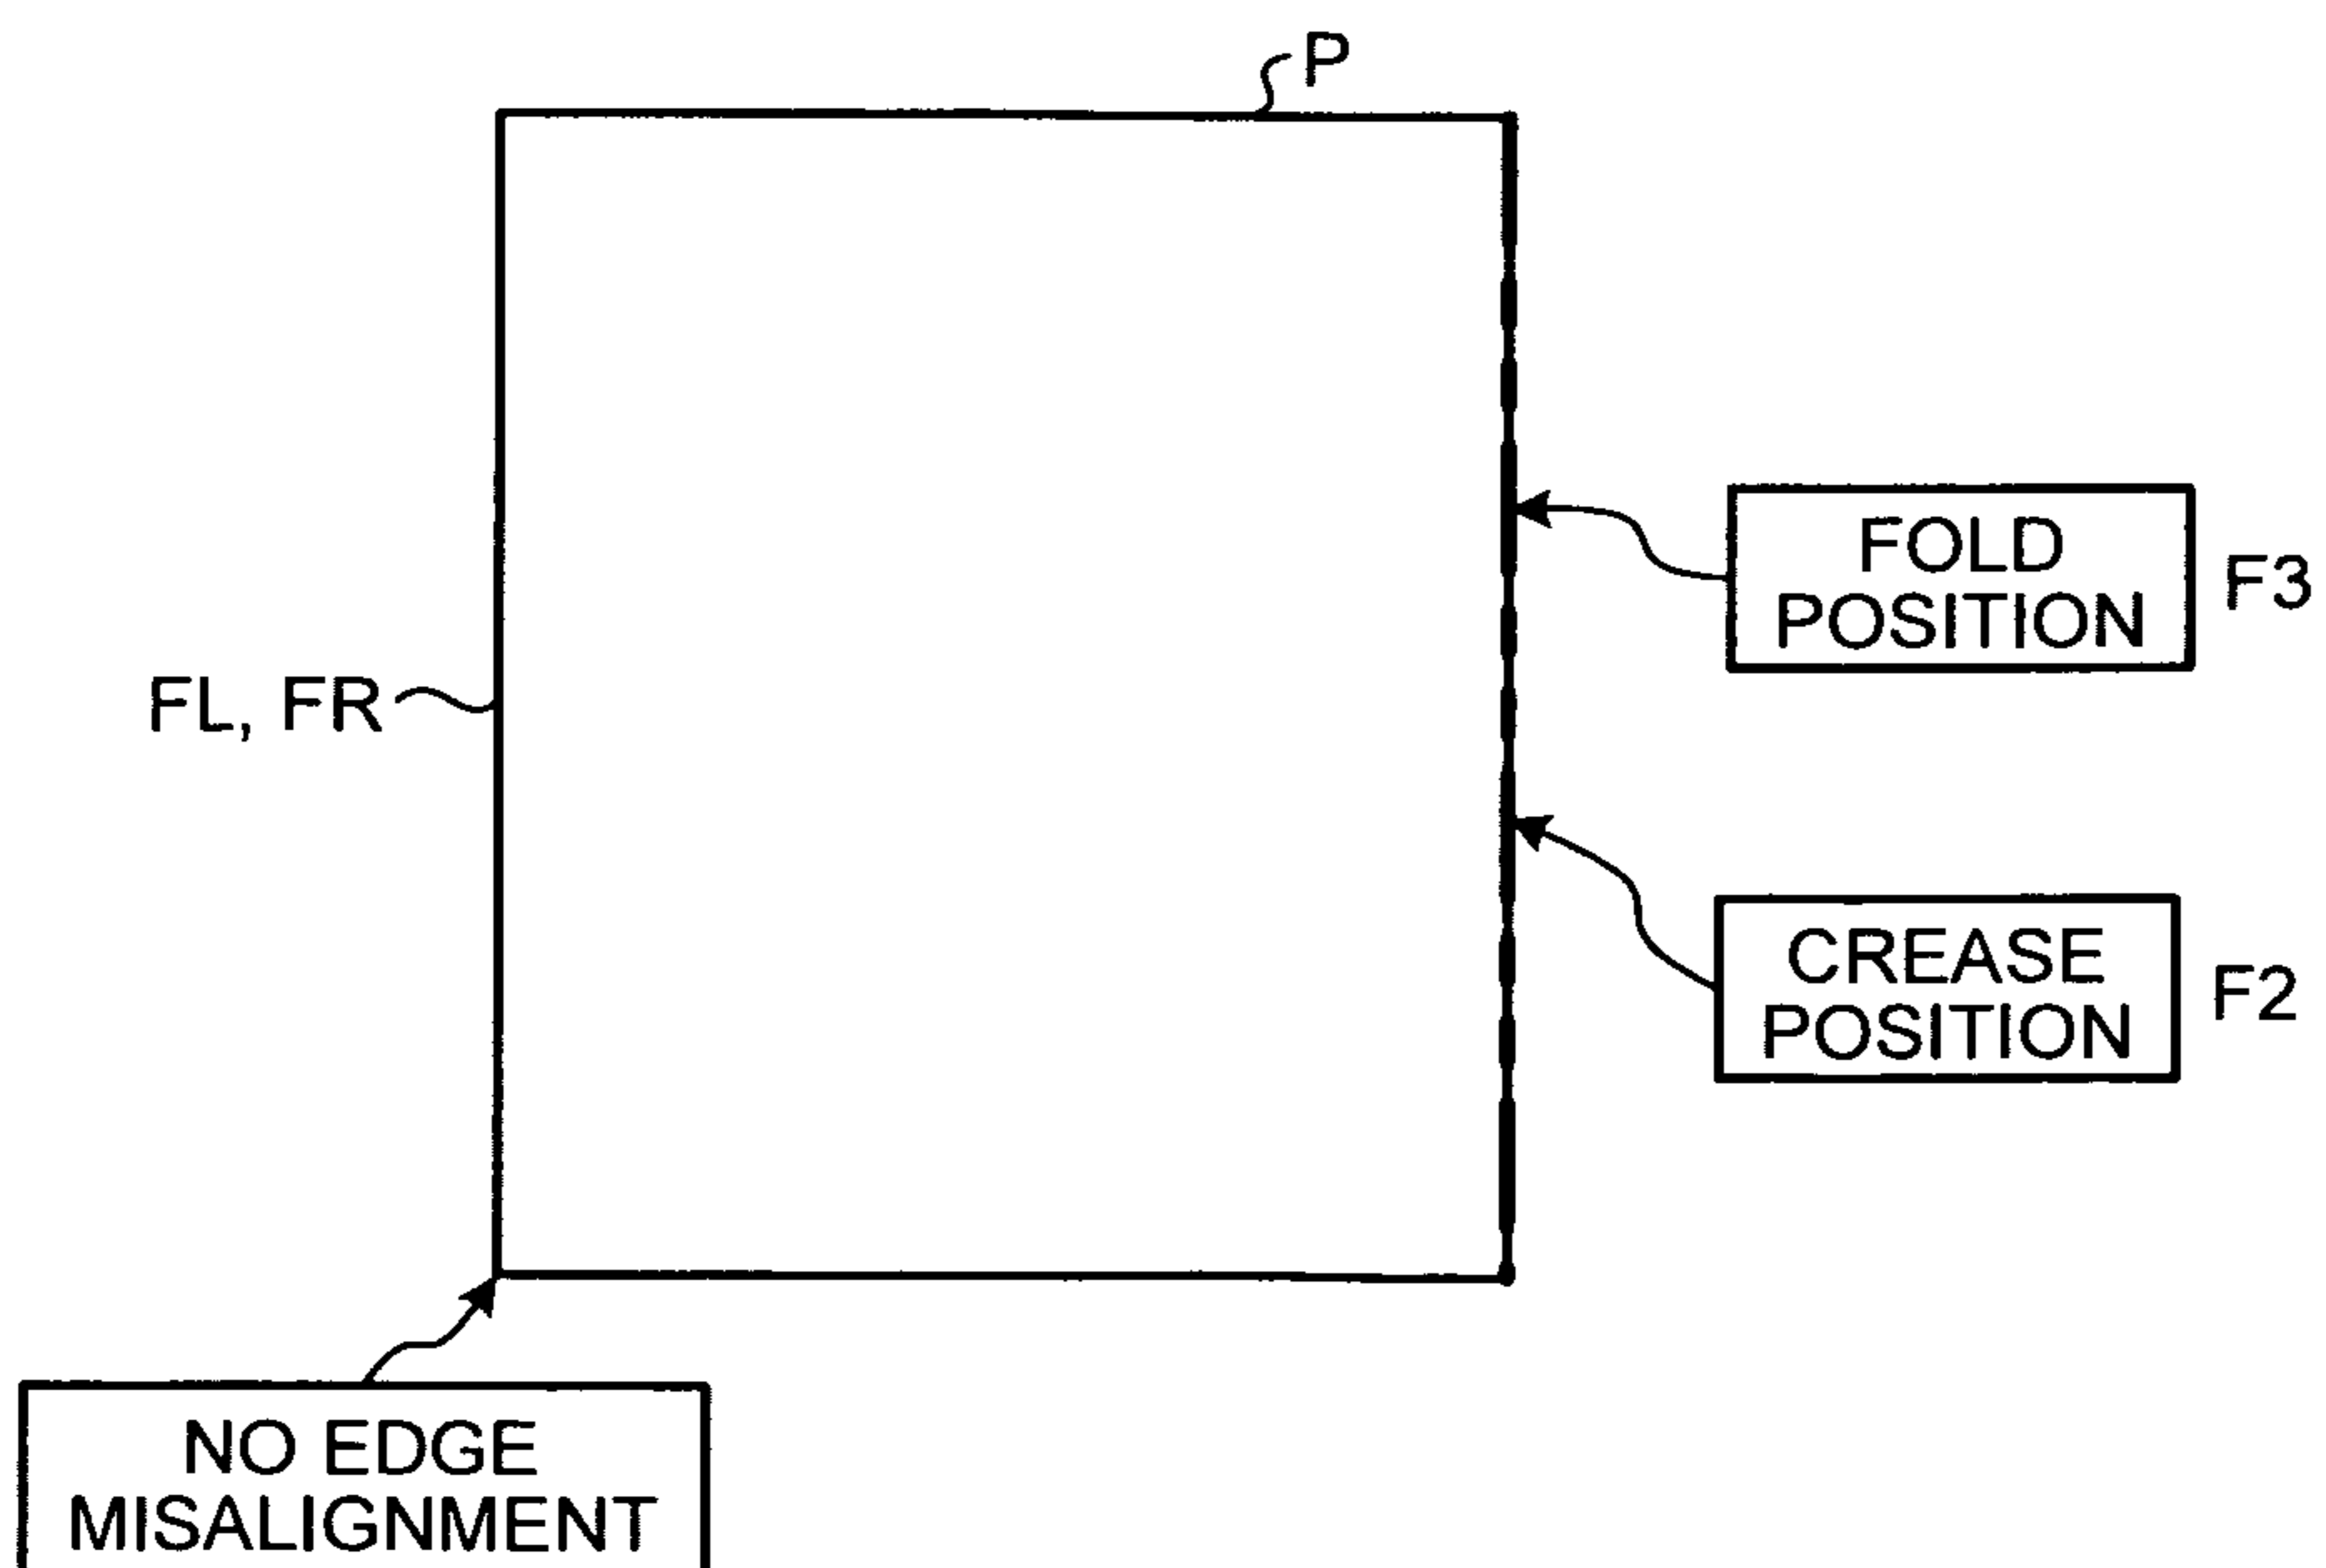 P
FOLD
POSITION
F3
FL, FR
CREASE
POSITION
F2
NO EDGE
MISALIGNMENT